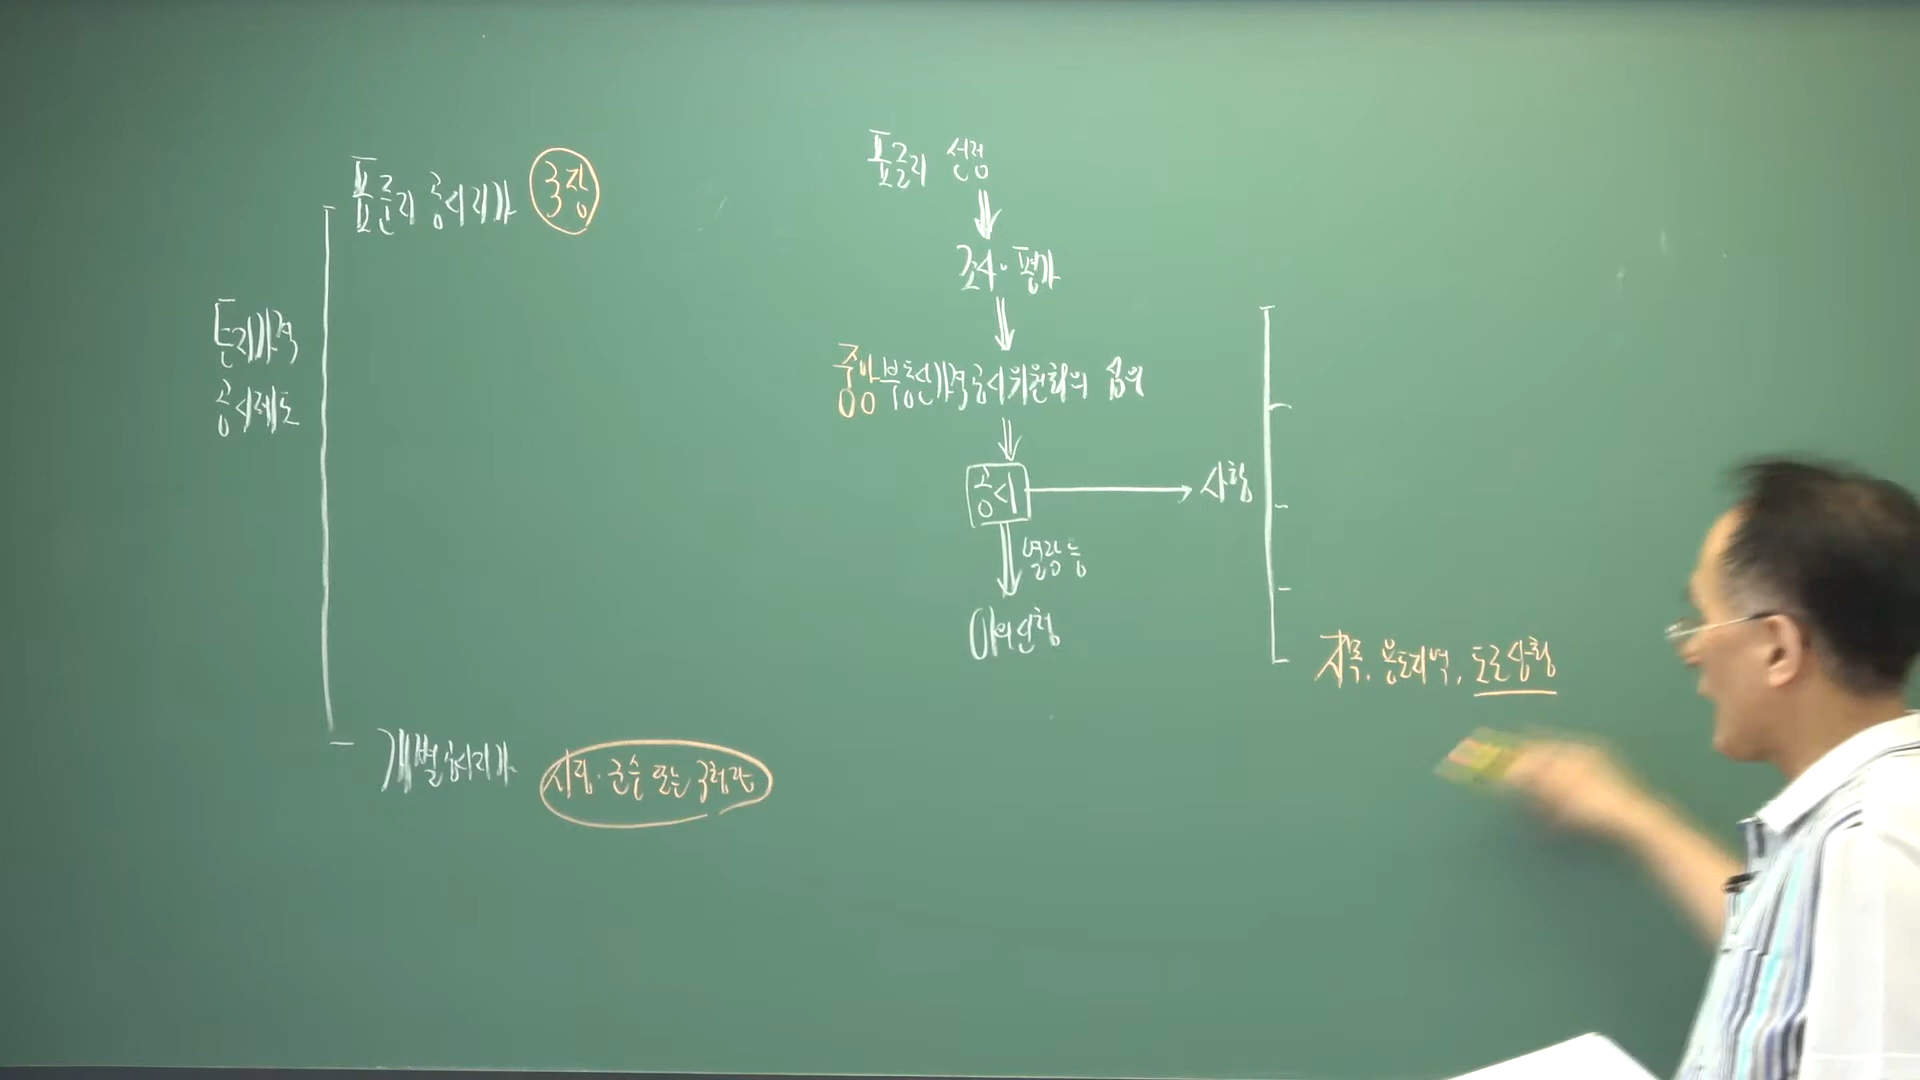 표준지 공시지가 국장
토지가격
공시제도
개별공시지가 시장·군수 또는 구청장
표준지 선정
조사·평가
중앙부동산가격공시위원회의 심의
공시
사항
열람 등
이의신청
지목, 용도지역, 도로상황